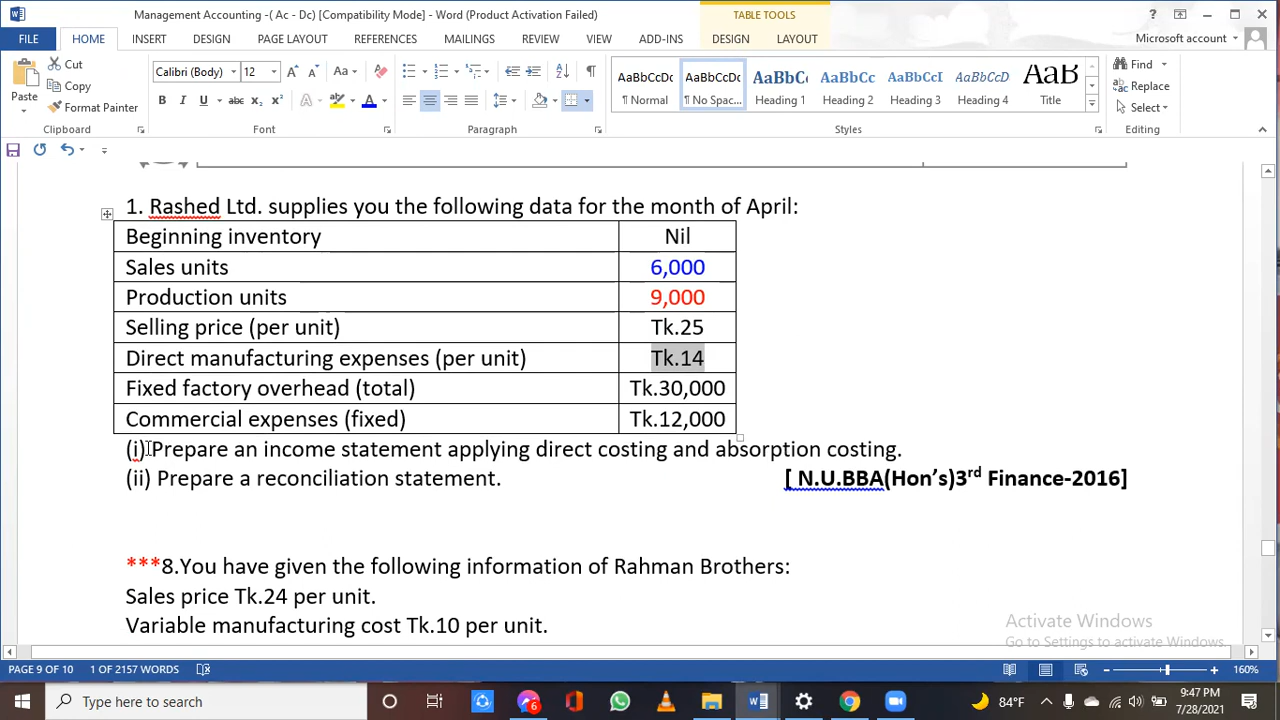 Management Accounting -( Ac - Dc) [Compatibility Mode] - Word (Product Activation Failed)
TABLE TOOLS
FILE HOME INSERT DESIGN PAGE LAYOUT REFERENCES MAILINGS REVIEW VIEW ADD-INS DESIGN LAYOUT Microsoft account
Paste
Cut
Copy
Format Painter
Clipboard
Calibri (Body) 12
Font
Paragraph
AaBbCcDc AaBbCcDc AaBbC AaBbCcI AaBbCcI AaBbCcDc AaB
¶ Normal ¶ No Spac... Heading 1 Heading 2 Heading 3 Heading 4 Title
Styles
Find
Replace
Select
Editing
1. Rashed Ltd. supplies you the following data for the month of April:
Beginning inventory Nil
Sales units 6,000
Production units 9,000
Selling price (per unit) Tk.25
Direct manufacturing expenses (per unit) Tk.14
Fixed factory overhead (total) Tk.30,000
Commercial expenses (fixed) Tk.12,000
(i) Prepare an income statement applying direct costing and absorption costing.
(ii) Prepare a reconciliation statement. [ N.U.BBA(Hon's)3rd Finance-2016]
***8.You have given the following information of Rahman Brothers:
Sales price Tk.24 per unit.
Variable manufacturing cost Tk.10 per unit.
Activate Windows
Go to Settings to activate Windows.
PAGE 9 OF 10 1 OF 2157 WORDS 160%
Type here to search
6
84°F
9:47 PM
7/28/2021